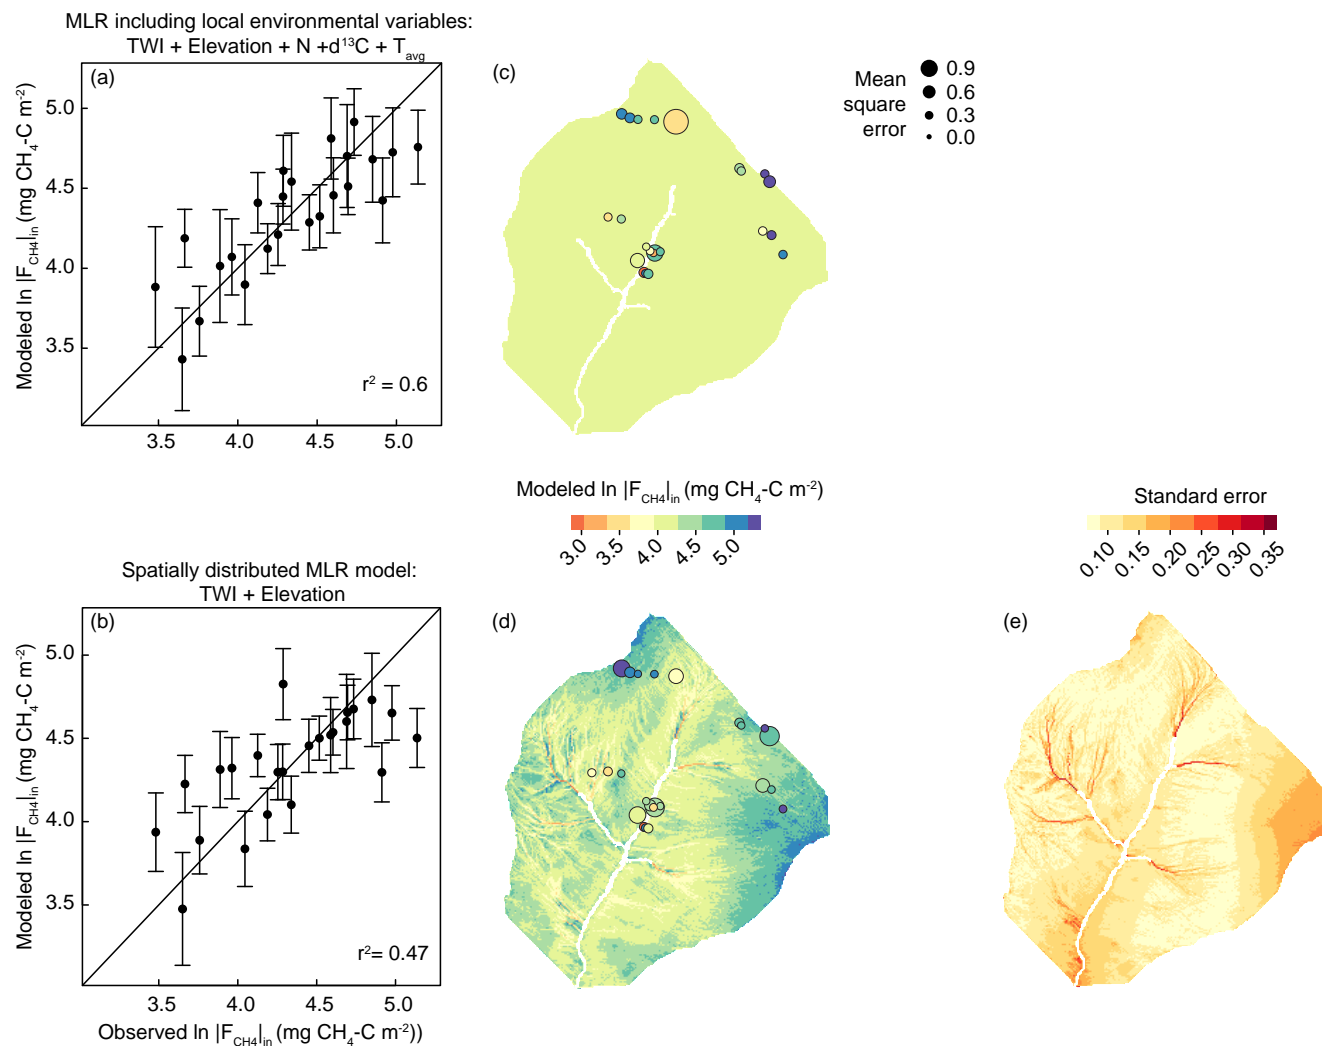 MLR including local environmental variables:
TWI + Elevation + N +d¹³C + Tavg
(a)
5.0
4.5
4.0
3.5
Modeled ln |FCH4|in (mg CH4-C m-2)
r² = 0.6
3.5 4.0 4.5 5.0
(c)
Mean square error
0.9
0.6
0.3
0.0
Modeled ln |FCH4|in (mg CH4-C m-2)
3.0 3.5 4.0 4.5 5.0
Standard error
0.10 0.15 0.20 0.25 0.30 0.35
Spatially distributed MLR model:
TWI + Elevation
(b)
5.0
4.5
4.0
3.5
Modeled ln |FCH4|in (mg CH4-C m-2)
r²= 0.47
3.5 4.0 4.5 5.0
Observed ln |FCH4|in (mg CH4-C m-2))
(d)
(e)